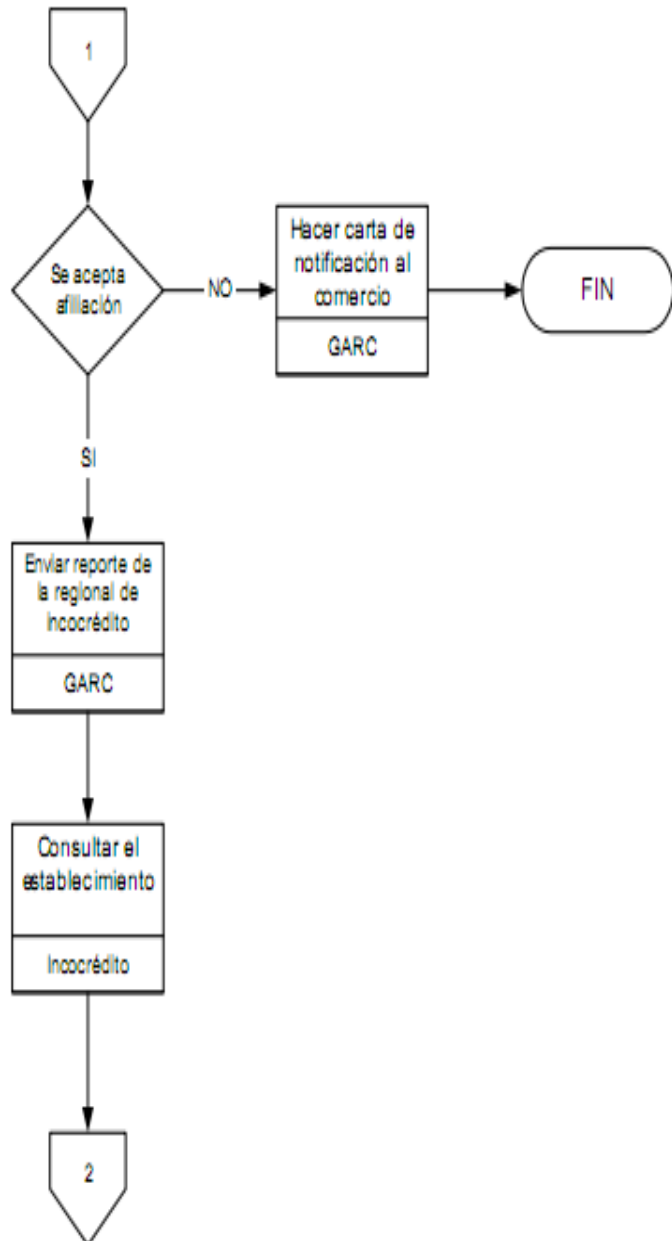 1
Se acepta
afiliación
NO
Hacer carta de
notificación al
comercio
GARC
FIN
SI
Enviar reporte de
la regional de
Incocrédito
GARC
Consultar el
establecimiento
Incocrédito
2